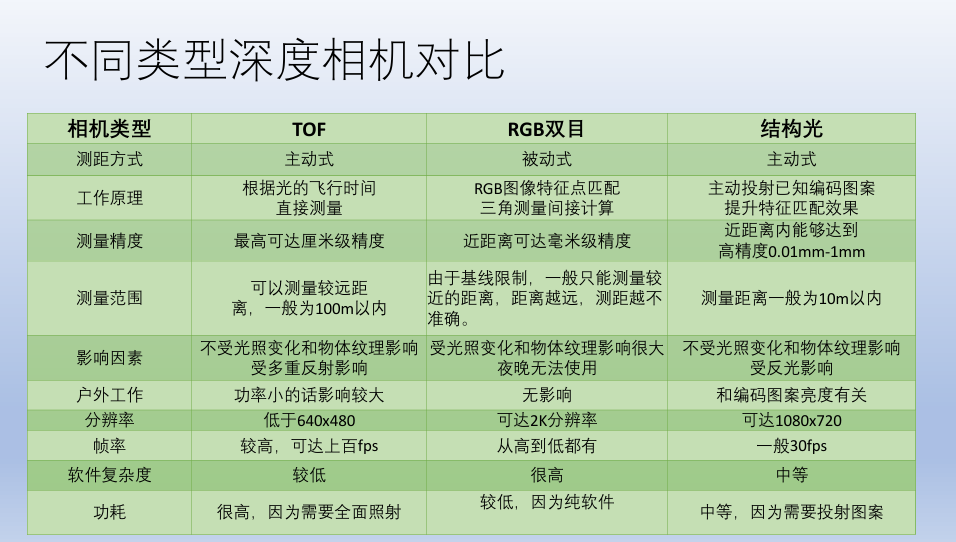 不同类型深度相机对比
相机类型 TOF RGB双目 结构光
测距方式 主动式 被动式 主动式
工作原理
根据光的飞行时间
直接测量
RGB图像特征点匹配
三角测量间接计算
主动投射已知编码图案
提升特征匹配效果
测量精度 最高可达厘米级精度 近距离可达毫米级精度
近距离内能够达到
高精度0.01mm-1mm
测量范围
可以测量较远距
离，一般为100m以内
由于基线限制，一般只能测量较
近的距离，距离越远，测距越不
准确。
测量距离一般为10m以内
影响因素
不受光照变化和物体纹理影响
受多重反射影响
受光照变化和物体纹理影响很大
夜晚无法使用
不受光照变化和物体纹理影响
受反光影响
户外工作 功率小的话影响较大 无影响 和编码图案亮度有关
分辨率 低于640x480 可达2K分辨率 可达1080x720
帧率 较高，可达上百fps 从高到低都有 一般30fps
软件复杂度 较低 很高 中等
功耗 很高，因为需要全面照射 较低，因为纯软件 中等，因为需要投射图案